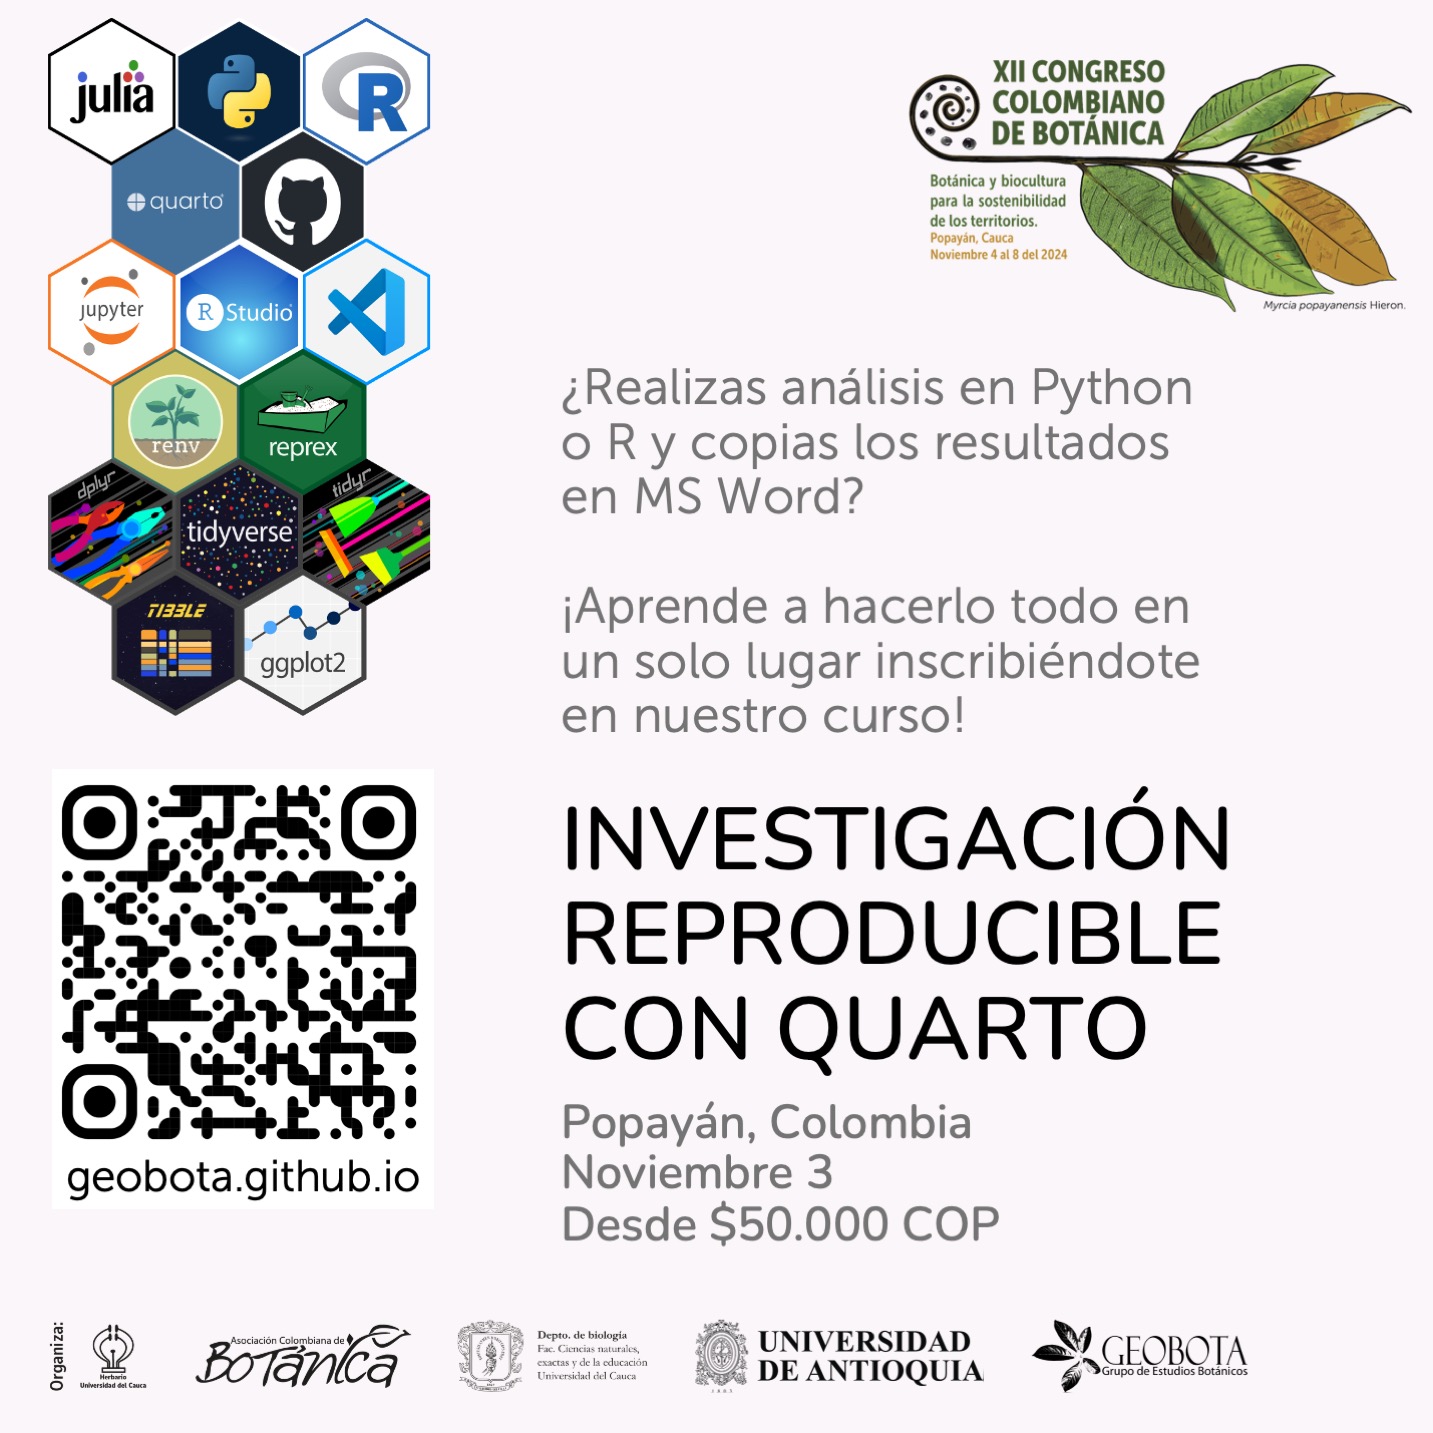 julia
R
quarto
jupyter
R Studio
renv
reprex
dplyr
tidyverse
tidyr
TIBBLE
ggplot2
XII CONGRESO
COLOMBIANO
DE BOTÁNICA
Botánica y biocultura
para la sostenibilidad
de los territorios.
Popayán, Cauca
Noviembre 4 al 8 del 2024
Myrcia popayanensis Hieron.
¿Realizas análisis en Python
o R y copias los resultados
en MS Word?
¡Aprende a hacerlo todo en
un solo lugar inscribiéndote
en nuestro curso!
INVESTIGACIÓN
REPRODUCIBLE
CON QUARTO
Popayán, Colombia
Noviembre 3
Desde $50.000 COP
geobota.github.io
Organiza:
Herbario
Universidad del Cauca
Asociación Colombiana de
BOTÁNICA
Depto. de biología
Fac. Ciencias naturales,
exactas y de la educación
Universidad del Cauca
UNIVERSIDAD
DE ANTIOQUIA
GEOBOTA
Grupo de Estudios Botánicos